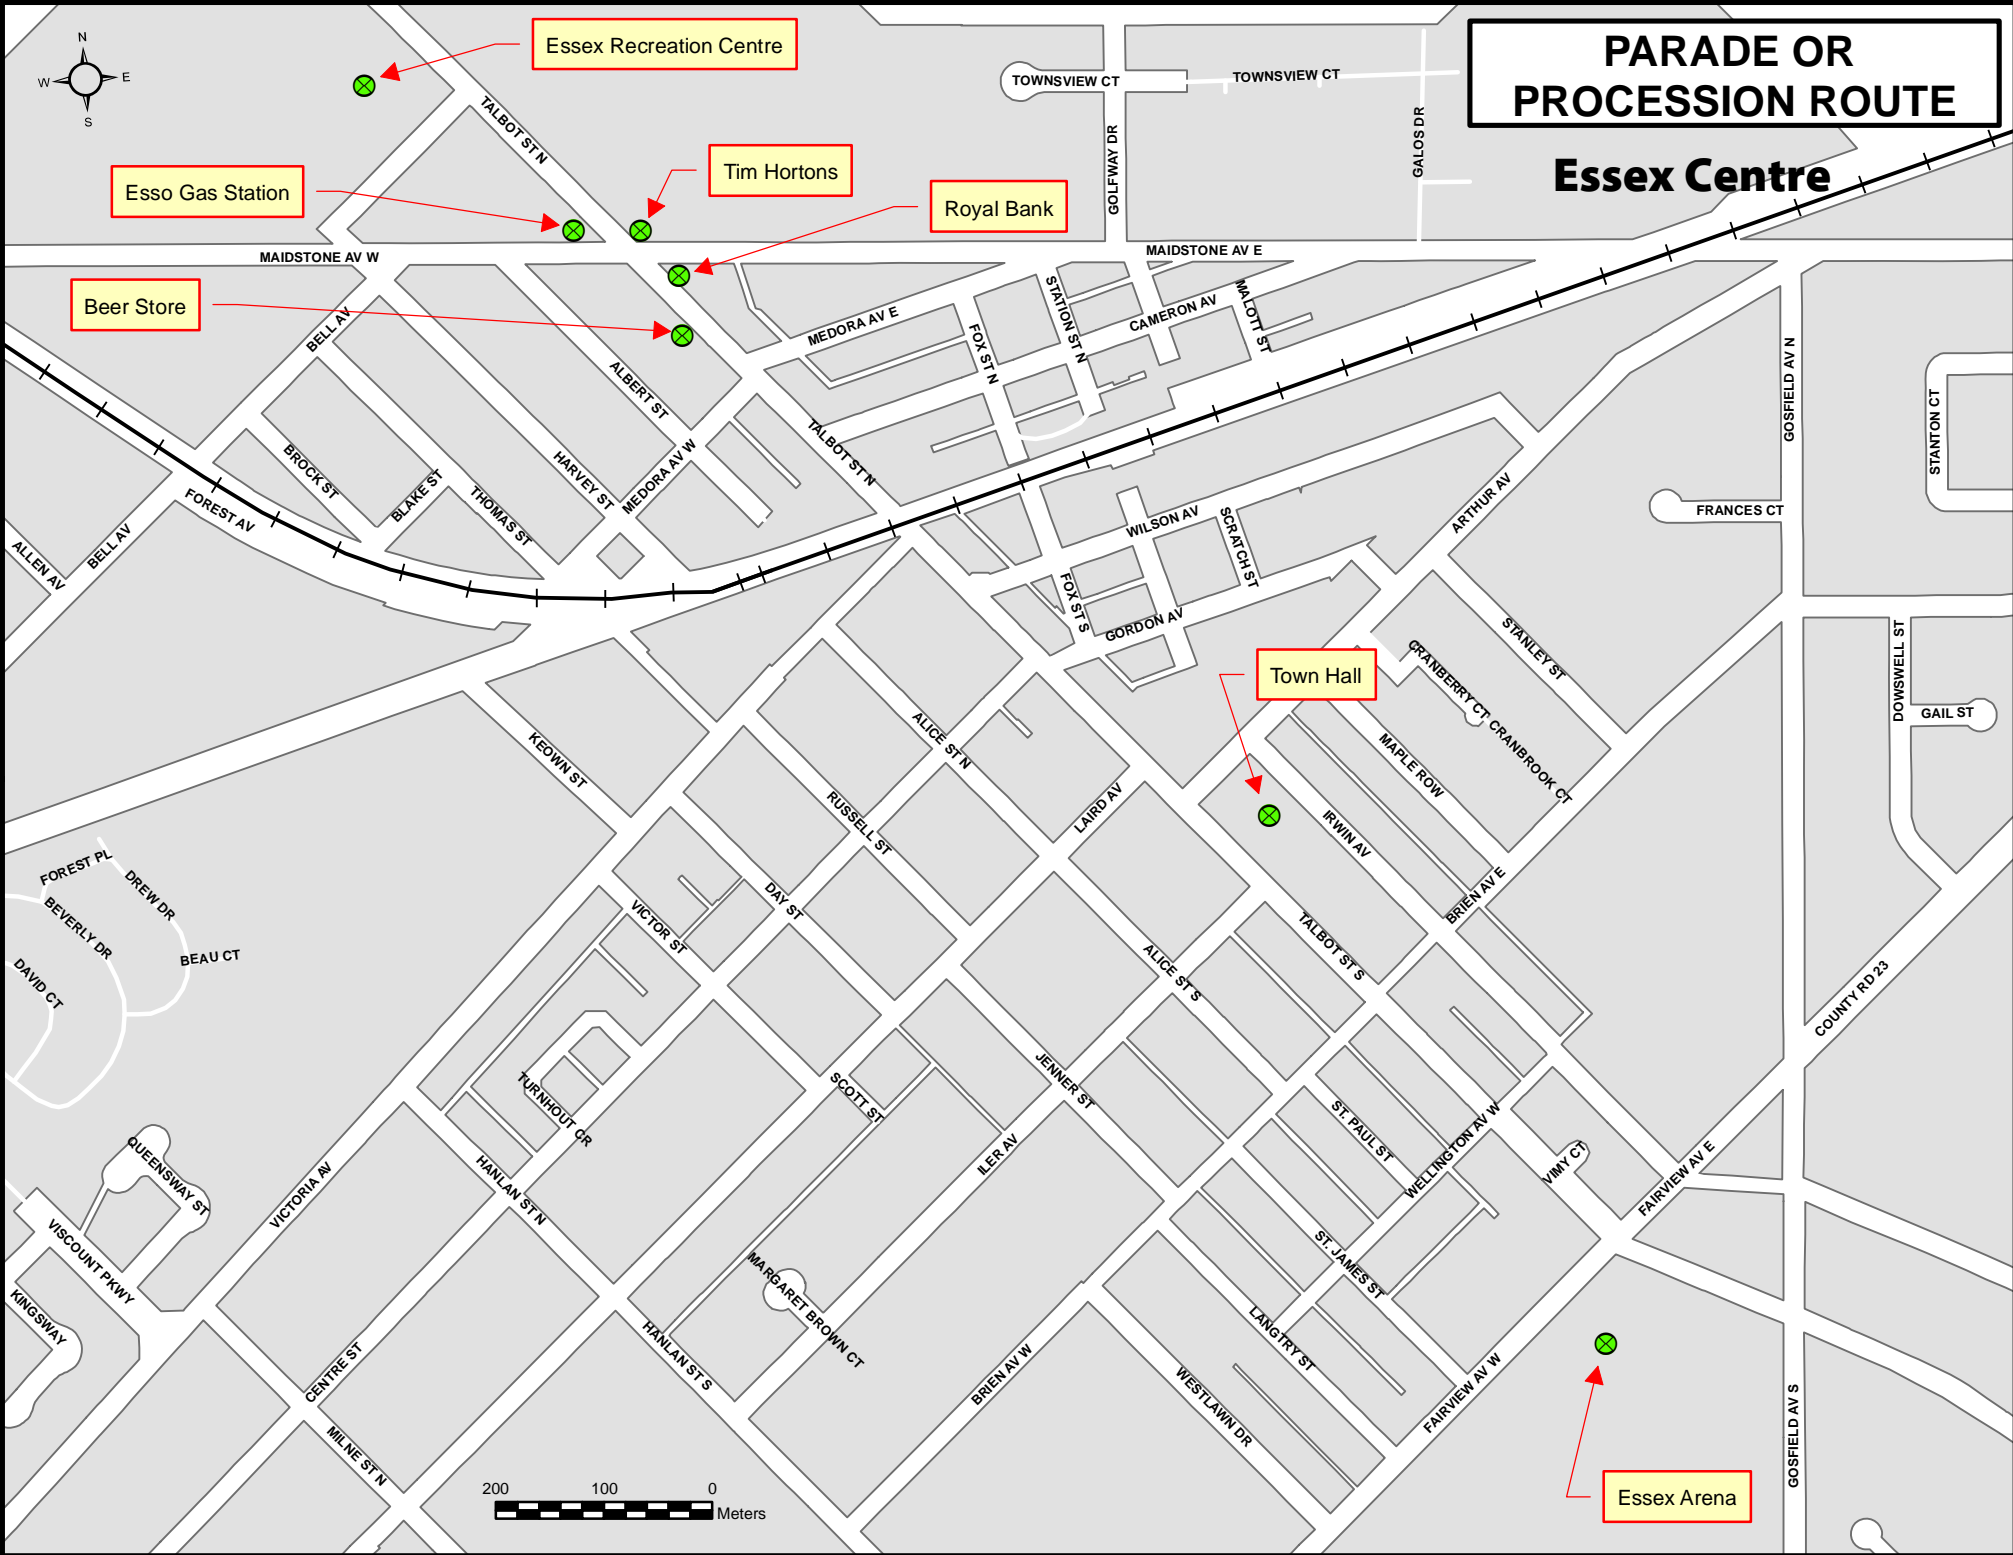 PARADE OR
PROCESSION ROUTE
Essex Centre
N
W
E
S
Essex Recreation Centre
Esso Gas Station
Tim Hortons
Royal Bank
Beer Store
Town Hall
Essex Arena
TALBOT ST N
TOWNSVIEW CT
TOWNSVIEW CT
GOLFWAY DR
GALOS DR
MAIDSTONE AV W
MAIDSTONE AV E
BELL AV
MEDORA AV E
STATION ST N
FOX ST N
CAMERON AV
MALOTT ST
ALBERT ST
TALBOT ST N
GOSFIELD AV N
STANTON CT
BROCK ST
BLAKE ST
HARVEY ST
MEDORA AV W
THOMAS ST
FOREST AV
BELL AV
ALLEN AV
WILSON AV
SCRATCH ST
ARTHUR AV
FRANCES CT
FOX ST S
GORDON AV
STANLEY ST
CRANBERRY CT
CRANBROOK CT
DOWSWELL ST
GAIL ST
KEOWN ST
ALICE ST N
MAPLE ROW
RUSSELL ST
LAIRD AV
IRWIN AV
FOREST PL
DREW DR
BEVERLY DR
BEAU CT
DAVID CT
DAY ST
VICTOR ST
BRIEN AV E
TALBOT ST S
ALICE ST S
COUNTY RD 23
TURNHOUT CR
SCOTT ST
JENNER ST
ST. PAUL ST
WELLINGTON AV W
VIMY CT
FAIRVIEW AV E
QUEENSWAY ST
VICTORIA AV
HANLAN ST N
ILER AV
VISCOUNT PKWY
KINGSWAY
MARGARET BROWN CT
ST. JAMES ST
LANGTRY ST
HANLAN ST S
CENTRE ST
BRIEN AV W
WESTLAWN DR
FAIRVIEW AV W
GOSFIELD AV S
MILNE ST N
200
100
0
Meters